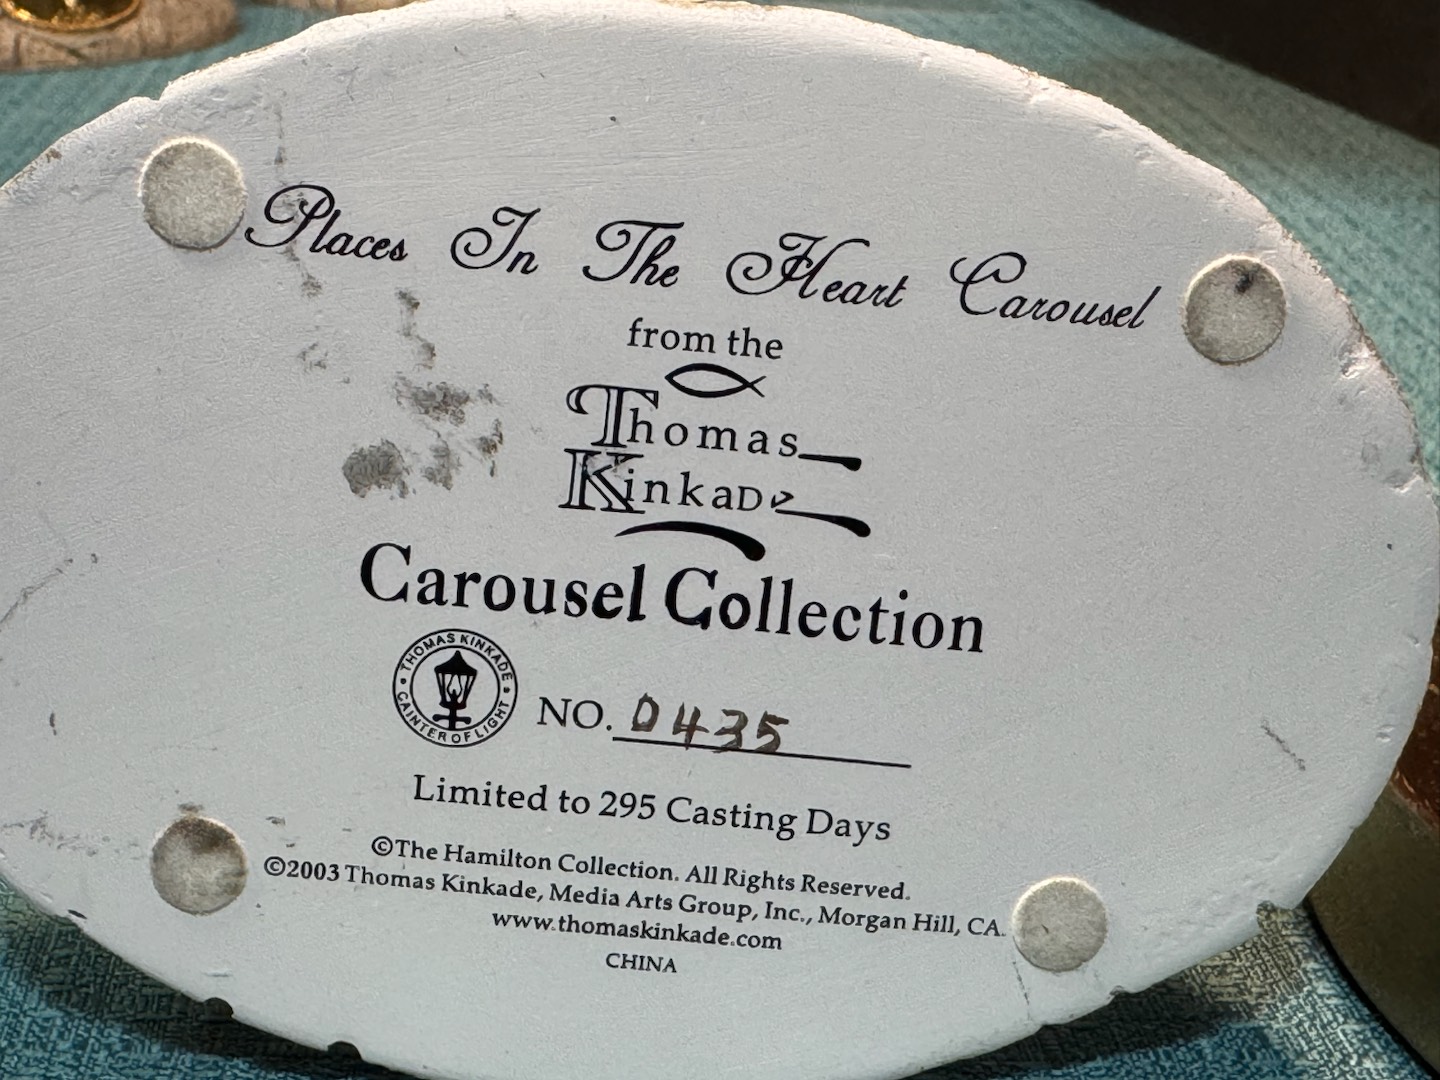 Places In The Heart Carousel
from the
Thomas
Kinkade
Carousel Collection
THOMAS KINKADE
PAINTER OF LIGHT
NO. 0435
Limited to 295 Casting Days
©The Hamilton Collection. All Rights Reserved.
©2003 Thomas Kinkade, Media Arts Group, Inc., Morgan Hill, CA.
www.thomaskinkade.com
CHINA